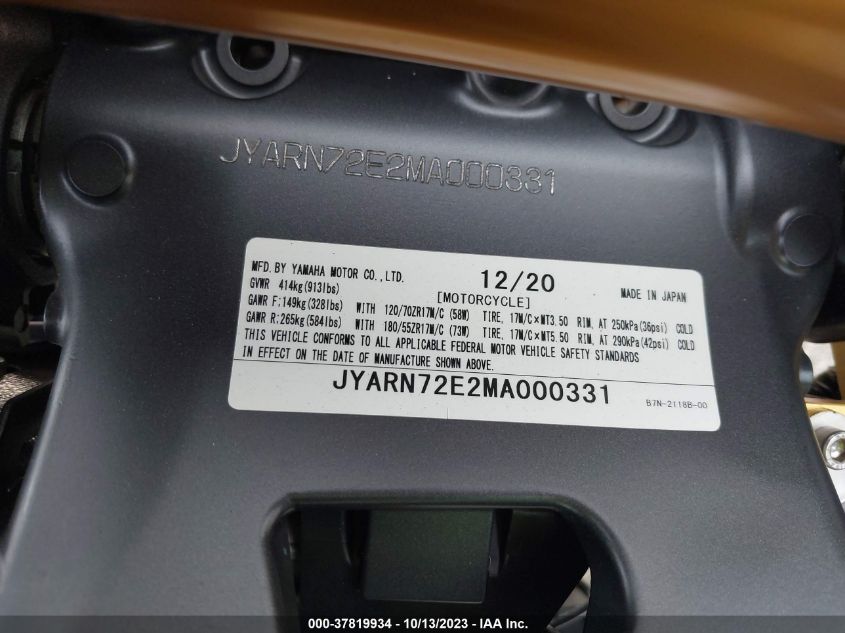 JYARN72E2MA000331
MFD. BY YAMAHA MOTOR CO., LTD. 12/20 MADE IN JAPAN
GVWR 414kg(913lbs) [MOTORCYCLE]
GAWR F: 149kg(328lbs) WITH 120/70ZR17M/C (58W) TIRE, 17M/C×MT3.50 RIM, AT 250kPa(36psi) COLD
GAWR R: 265kg(584lbs) WITH 180/55ZR17M/C (73W) TIRE, 17M/C×MT5.50 RIM, AT 290kPa(42psi) COLD
THIS VEHICLE CONFORMS TO ALL APPLICABLE FEDERAL MOTOR VEHICLE SAFETY STANDARDS
IN EFFECT ON THE DATE OF MANUFACTURE SHOWN ABOVE.
JYARN72E2MA000331 B7N-2118B-00
000-37819934 - 10/13/2023 - IAA Inc.